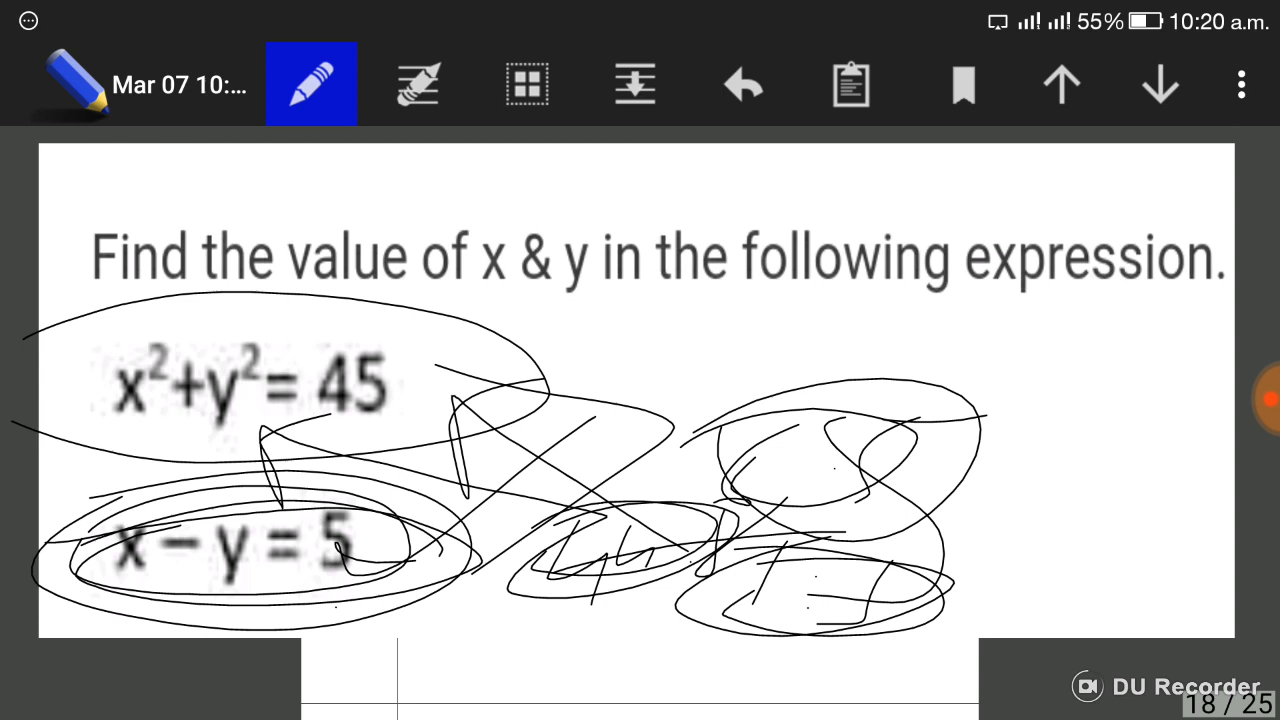 55% 10:20 a.m.
Mar 07 10:...
Find the value of x & y in the following expression.
x²+y²= 45
x − y = 5
DU Recorder
18 / 25